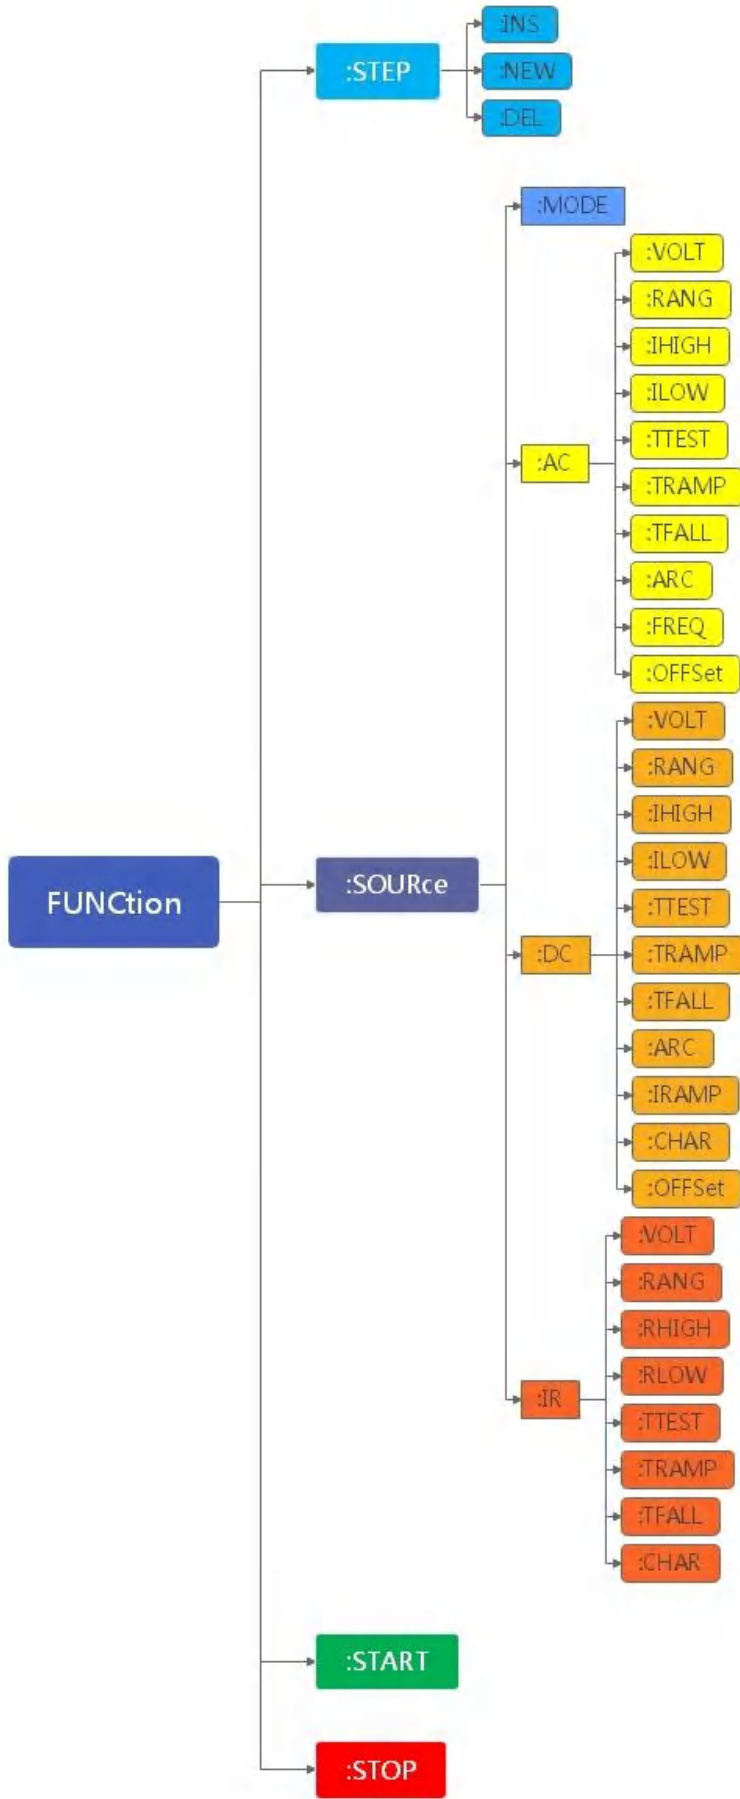 :INS
:STEP
:NEW
:DEL
:MODE
:VOLT
:RANG
:IHIGH
:ILOW
:TTEST
:AC
:TRAMP
:TFALL
:ARC
:FREQ
:OFFSet
:VOLT
:RANG
:IHIGH
:ILOW
FUNCtion
:SOURce
:TTEST
:DC
:TRAMP
:TFALL
:ARC
:IRAMP
:CHAR
:OFFSet
:VOLT
:RANG
:RHIGH
:RLOW
:IR
:TTEST
:TRAMP
:TFALL
:CHAR
:START
:STOP